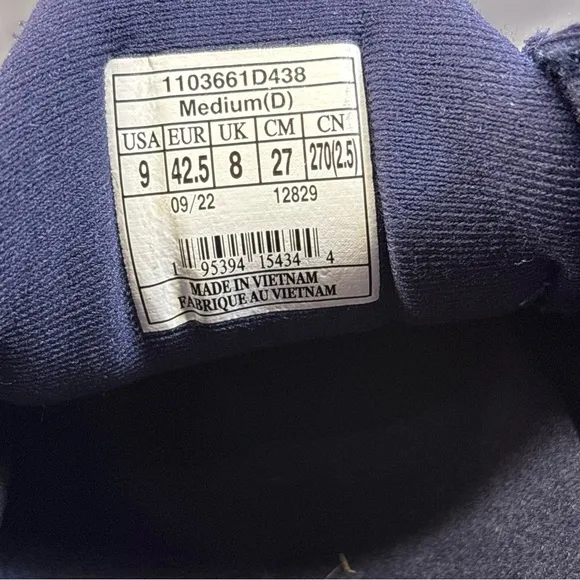 1103661D438
Medium(D)
USA EUR UK CM CN
9 42.5 8 27 270(2.5)
09/22 12829
1 95394 15434 4
MADE IN VIETNAM
FABRIQUE AU VIETNAM